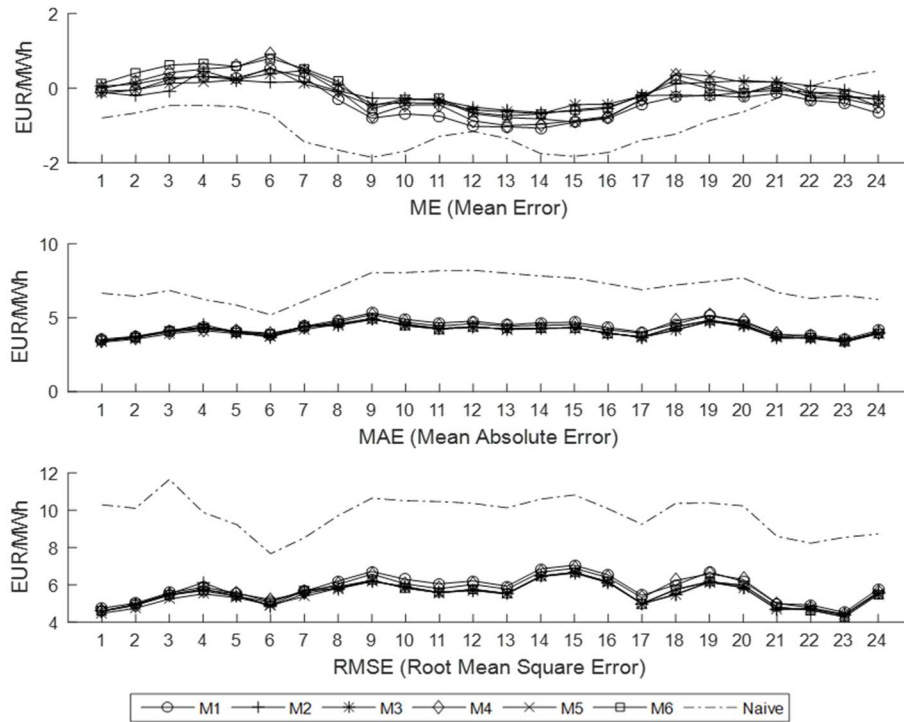 2
0
-2
EUR/MWh
1 2 3 4 5 6 7 8 9 10 11 12 13 14 15 16 17 18 19 20 21 22 23 24
ME (Mean Error)
10
5
0
EUR/MWh
1 2 3 4 5 6 7 8 9 10 11 12 13 14 15 16 17 18 19 20 21 22 23 24
MAE (Mean Absolute Error)
12
10
8
6
4
EUR/MWh
1 2 3 4 5 6 7 8 9 10 11 12 13 14 15 16 17 18 19 20 21 22 23 24
RMSE (Root Mean Square Error)
M1 M2 M3 M4 M5 M6 Naive